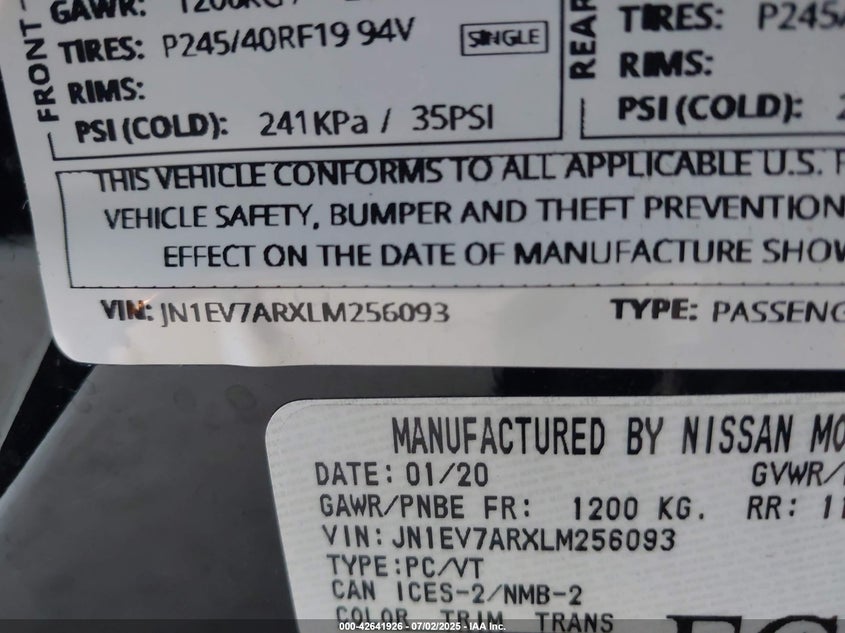 GAWR: 1200KG
TIRES: P245/40RF19 94V
SINGLE
RIMS:
PSI (COLD): 241KPa / 35PSI
FRONT
REAR
TIRES: P245/
RIMS:
PSI (COLD):
THIS VEHICLE CONFORMS TO ALL APPLICABLE U.S.
VEHICLE SAFETY, BUMPER AND THEFT PREVENTION
EFFECT ON THE DATE OF MANUFACTURE SHOW
VIN: JN1EV7ARXLM256093 TYPE: PASSENG
MANUFACTURED BY NISSAN MO
DATE: 01/20 GVWR/
GAWR/PNBE FR: 1200 KG. RR: 11
VIN: JN1EV7ARXLM256093
TYPE:PC/VT
CAN ICES-2/NMB-2
COLOR TRIM TRANS
000-42641926 - 07/02/2025 - IAA Inc.